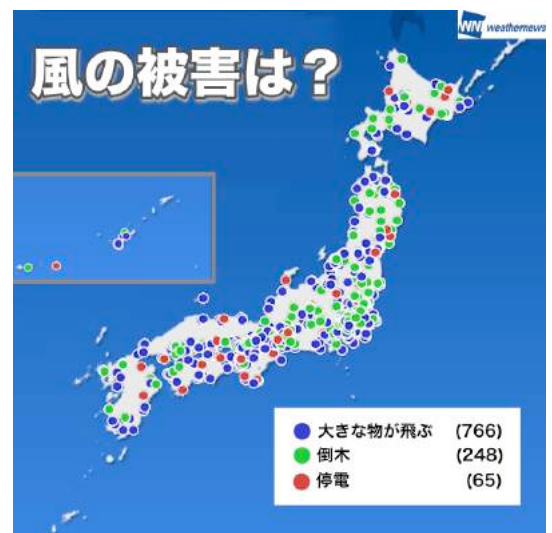 WNI weathernews
風の被害は?
大きな物が飛ぶ (766)
倒木 (248)
停電 (65)